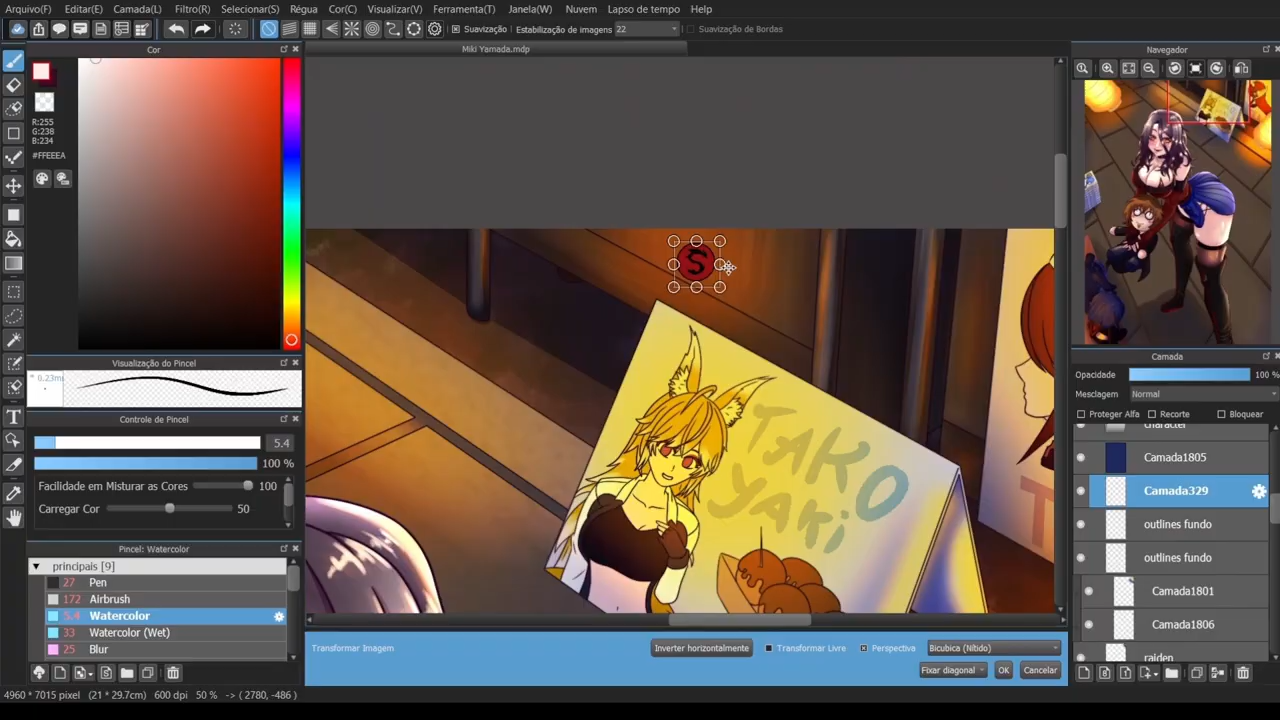 Arquivo(F) Editar(E) Camada(L) Filtro(R) Selecionar(S) Régua Cor(C) Visualizar(V) Ferramenta(T) Janela(W) Nuvem Lapso de tempo Help
Suavização Estabilização de imagens 22 Suavização de Bordas
Cor
Miki Yamada.mdp
Navegador
R:255
G:238
B:234
#FFEEEA
S
TAKO
YAKi
T
Visualização do Pincel
* 0.23m
Controle de Pincel
5.4
100 %
Facilidade em Misturar as Cores 100
Carregar Cor 50
Pincel: Watercolor
principais [9]
27 Pen
172 Airbrush
5.4 Watercolor
33 Watercolor (Wet)
25 Blur
Camada
Opacidade 100 %
Mesclagem Normal
Proteger Alfa Recorte Bloquear
character
Camada1805
Camada329
outlines fundo
outlines fundo
Camada1801
Camada1806
raiden
Transformar Imagem
Inverter horizontalmente Transformar Livre Perspectiva Bicubica (Nítido)
Fixar diagonal OK Cancelar
4960 * 7015 pixel (21 * 29.7cm) 600 dpi 50 % -> ( 2780, -486 )